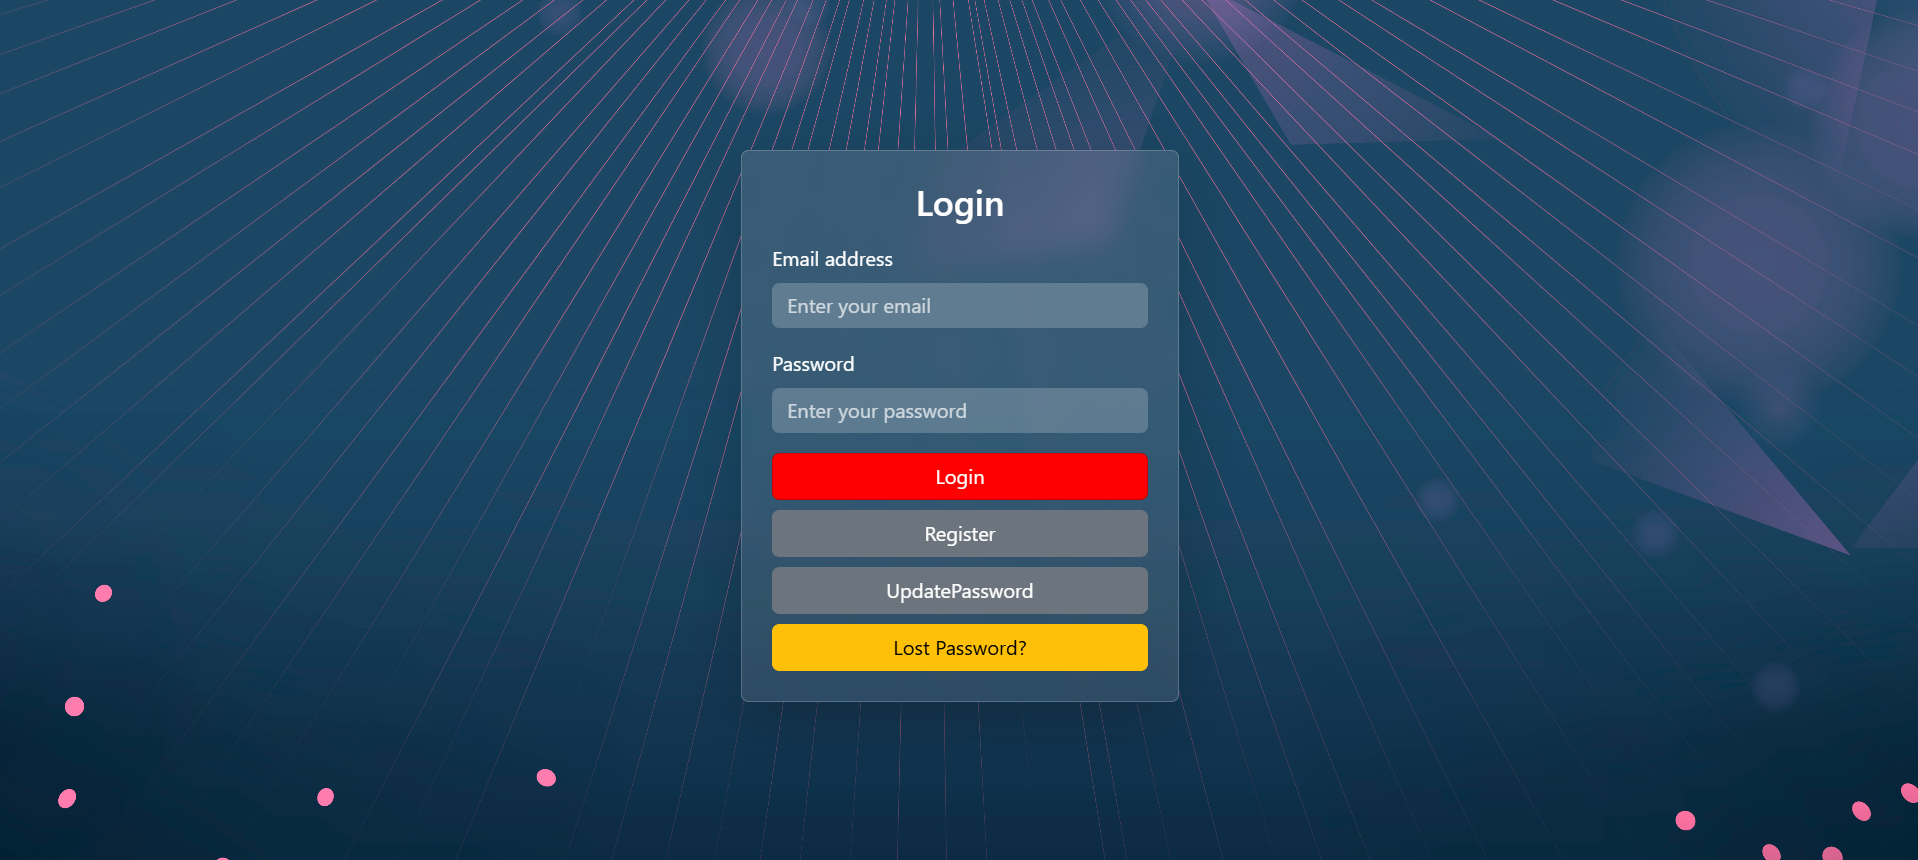 Login
Email address
Enter your email
Password
Enter your password
Login
Register
UpdatePassword
Lost Password?